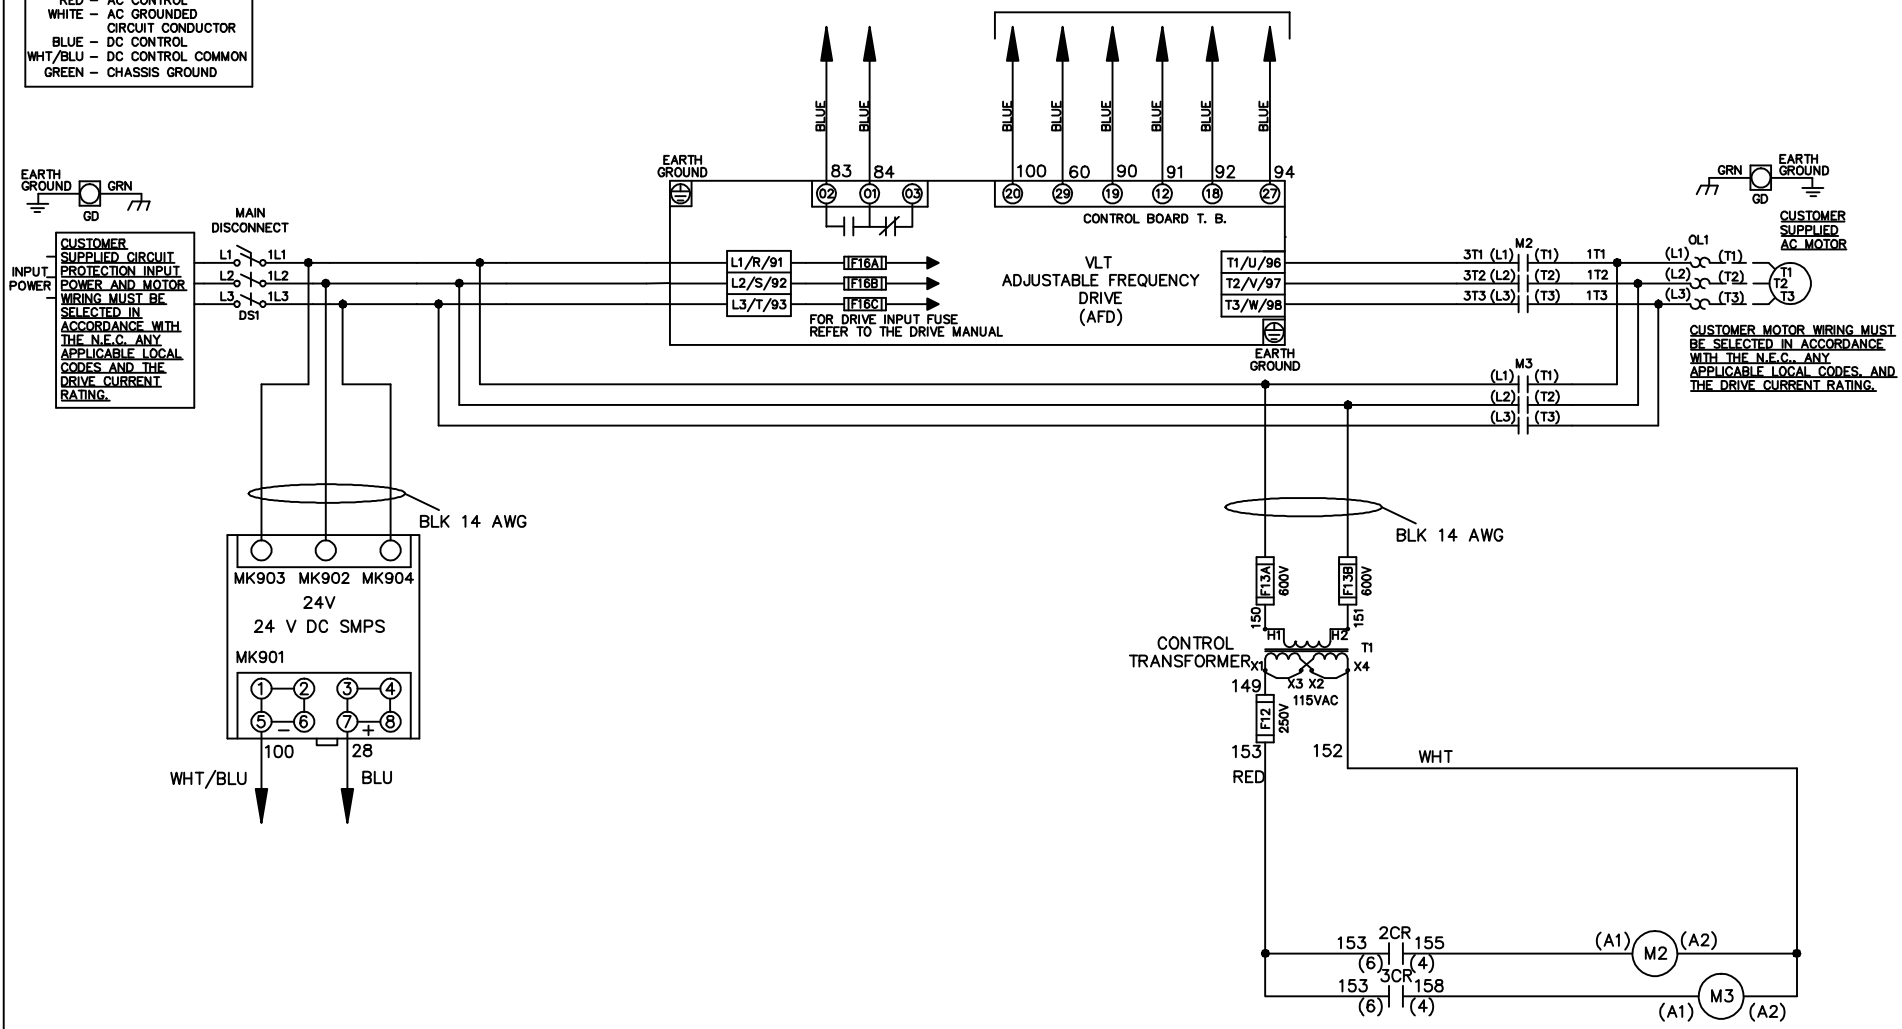 RED – AC CONTROL
WHITE – AC GROUNDED
CIRCUIT CONDUCTOR
BLUE – DC CONTROL
WHT/BLU – DC CONTROL COMMON
GREEN – CHASSIS GROUND
BLUE
BLUE
BLUE
BLUE
BLUE
BLUE
BLUE
BLUE
83
84
100
60
90
91
92
94
EARTH
GROUND
02
01
03
20
29
19
12
18
27
CONTROL BOARD T. B.
EARTH
GROUND
GRN
GD
MAIN
DISCONNECT
L1
1L1
L2
1L2
L3
1L3
DS1
INPUT
POWER
CUSTOMER
SUPPLIED CIRCUIT
PROTECTION INPUT
POWER AND MOTOR
WIRING MUST BE
SELECTED IN
ACCORDANCE WITH
THE N.E.C. ANY
APPLICABLE LOCAL
CODES AND THE
DRIVE CURRENT
RATING.
L1/R/91
L2/S/92
L3/T/93
F16A
F16B
F16C
FOR DRIVE INPUT FUSE
REFER TO THE DRIVE MANUAL
VLT
ADJUSTABLE FREQUENCY
DRIVE
(AFD)
T1/U/96
T2/V/97
T3/W/98
EARTH
GROUND
M2
3T1 (L1) (T1) 1T1
3T2 (L2) (T2) 1T2
3T3 (L3) (T3) 1T3
GRN
EARTH
GROUND
GD
CUSTOMER
SUPPLIED
AC MOTOR
OL1
(L1) (T1)
(L2) (T2)
(L3) (T3)
T1
T2
T3
CUSTOMER MOTOR WIRING MUST
BE SELECTED IN ACCORDANCE
WITH THE N.E.C., ANY
APPLICABLE LOCAL CODES, AND
THE DRIVE CURRENT RATING.
M3
(L1) (T1)
(L2) (T2)
(L3) (T3)
BLK 14 AWG
MK903 MK902 MK904
24V
24 V DC SMPS
MK901
1 2 3 4
5 6 7 8
– +
100
28
WHT/BLU
BLU
BLK 14 AWG
F13A
600V
F13B
600V
150
151
H1
H2
T1
CONTROL
TRANSFORMER
X1
X4
X3 X2
149
115VAC
F12
250V
153
RED
152
WHT
2CR
153 155
(6) (4)
(A1) M2 (A2)
3CR
153 158
(6) (4)
(A1) M3 (A2)